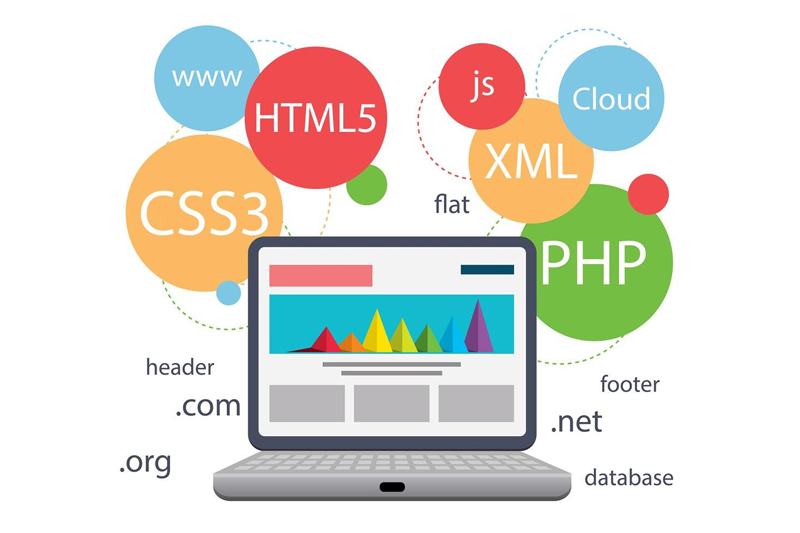 www
HTML5
CSS3
js
Cloud
XML
flat
PHP
header
.com
.org
footer
.net
database